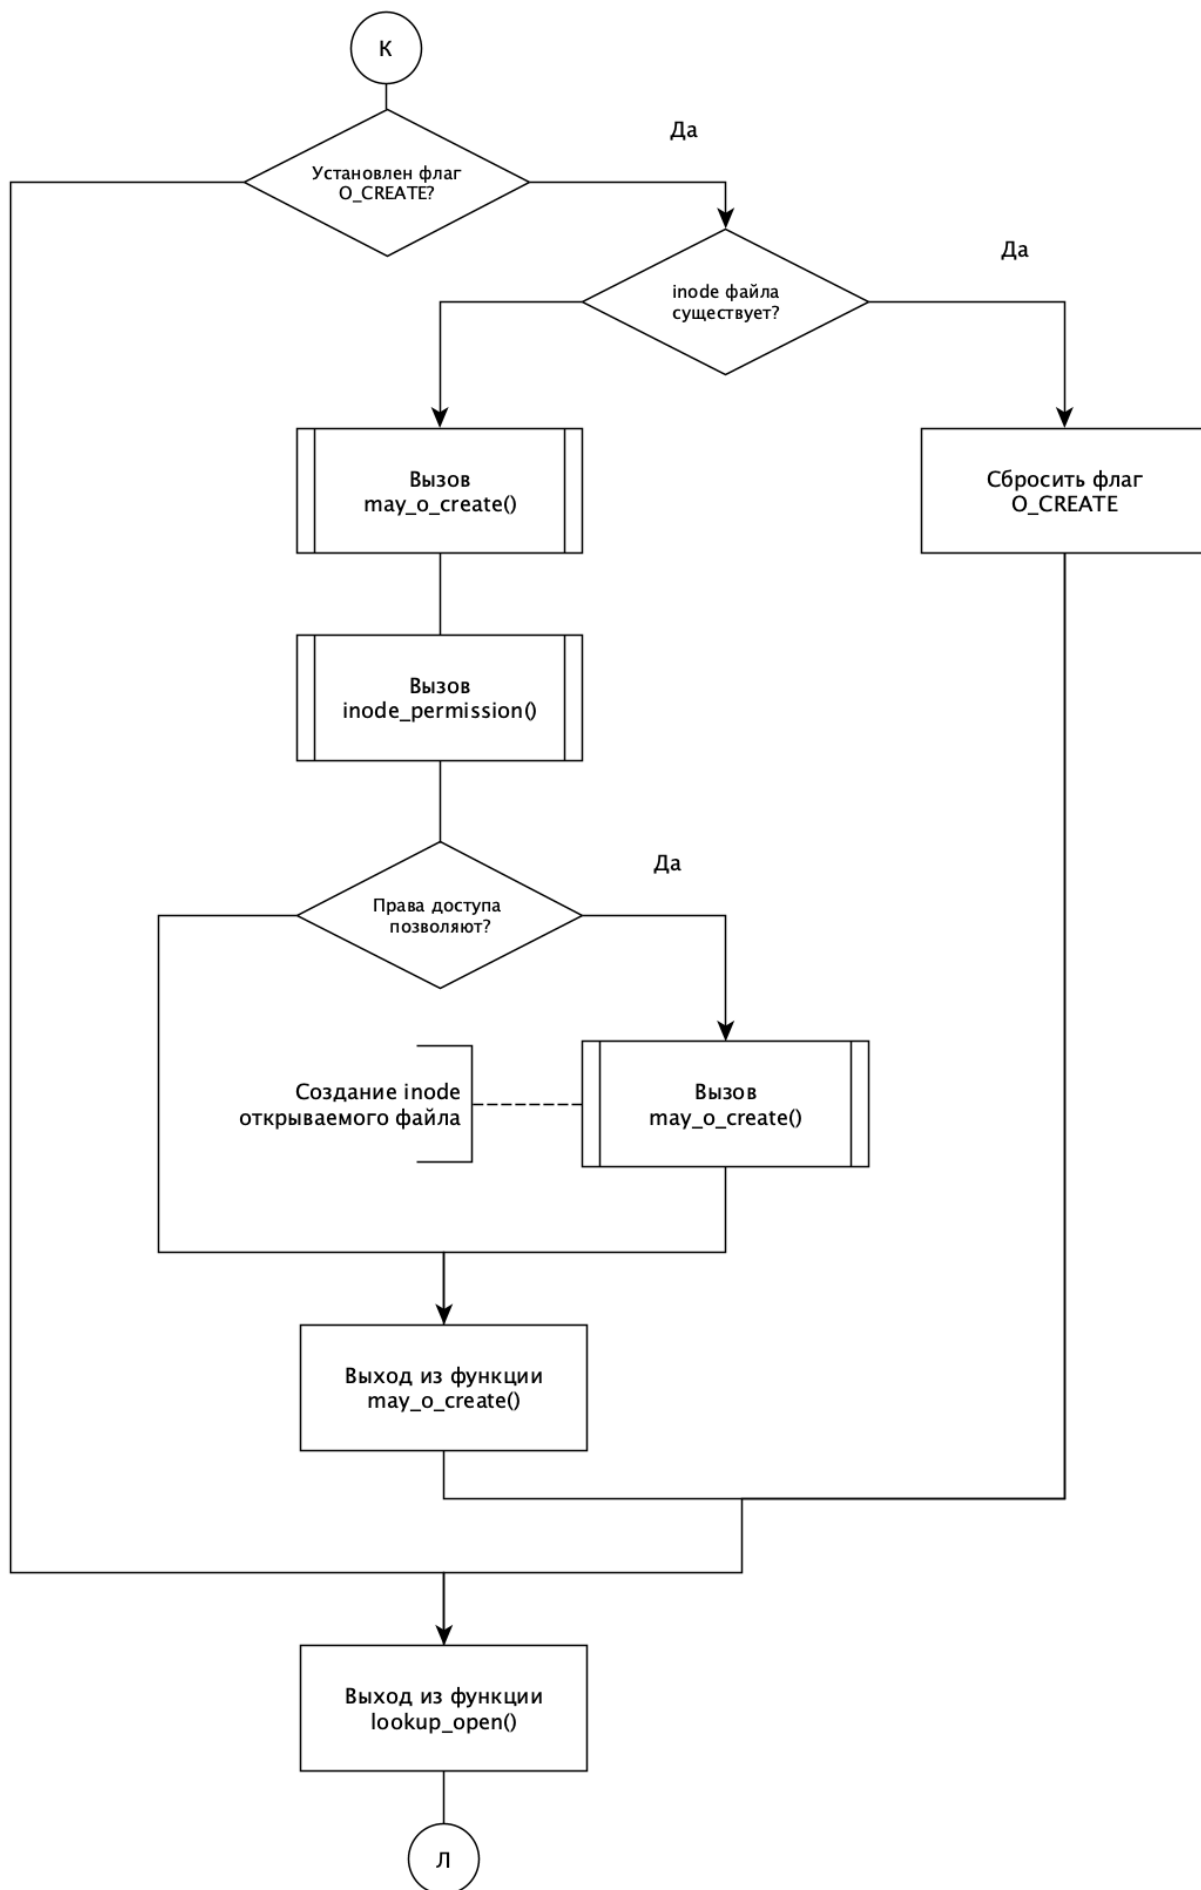 К
Да
Установлен флаг
O_CREATE?
Да
inode файла
существует?
Вызов
may_o_create()
Сбросить флаг
O_CREATE
Вызов
inode_permission()
Да
Права доступа
позволяют?
Создание inode
открываемого файла
Вызов
may_o_create()
Выход из функции
may_o_create()
Выход из функции
lookup_open()
Л